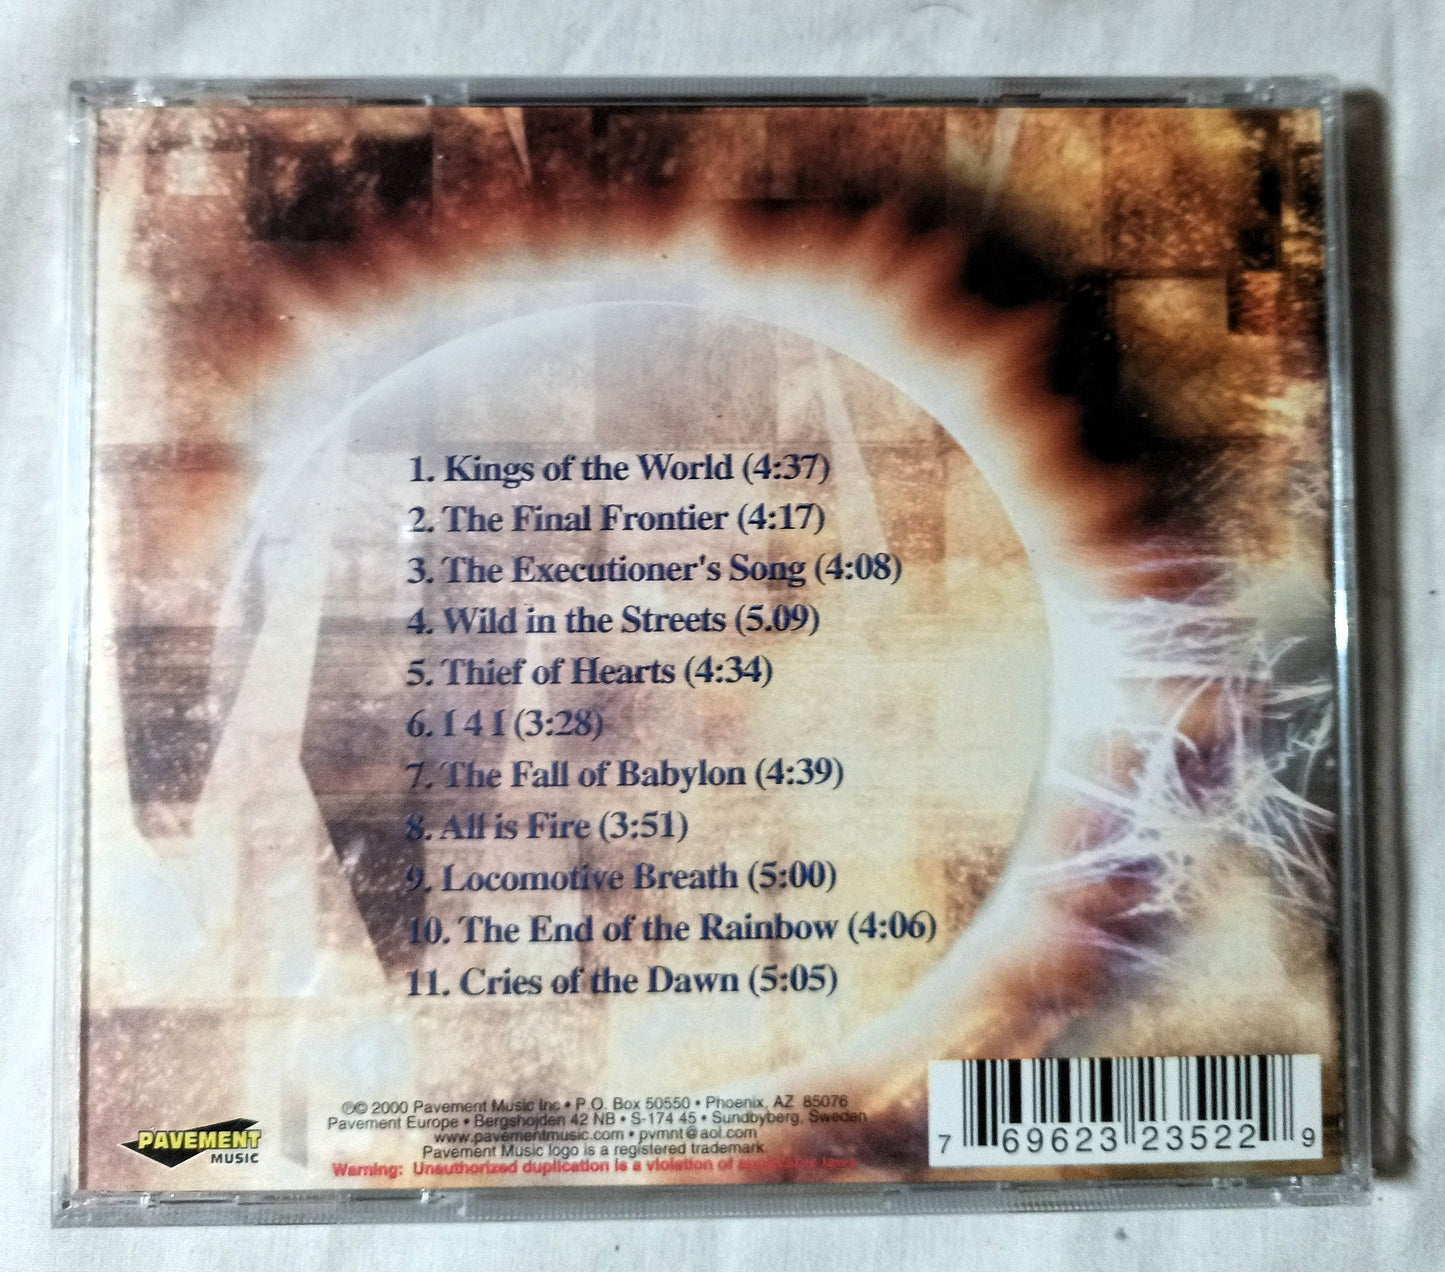 1. Kings of the World (4:37)
2. The Final Frontier (4:17)
3. The Executioner's Song (4:08)
4. Wild in the Streets (5.09)
5. Thief of Hearts (4:34)
6. I 4 I (3:28)
7. The Fall of Babylon (4:39)
8. All is Fire (3:51)
9. Locomotive Breath (5:00)
10. The End of the Rainbow (4:06)
11. Cries of the Dawn (5:05)
PAVEMENT
MUSIC
℗© 2000 Pavement Music Inc • P.O. Box 50550 • Phoenix, AZ 85076
Pavement Europe • Bergshojden 42 NB • S-174 45 • Sundbyberg, Sweden
www.pavementmusic.com • pvmnt@aol.com
Pavement Music logo is a registered trademark.
Warning: Unauthorized duplication is a violation of
7 69623 23522 9